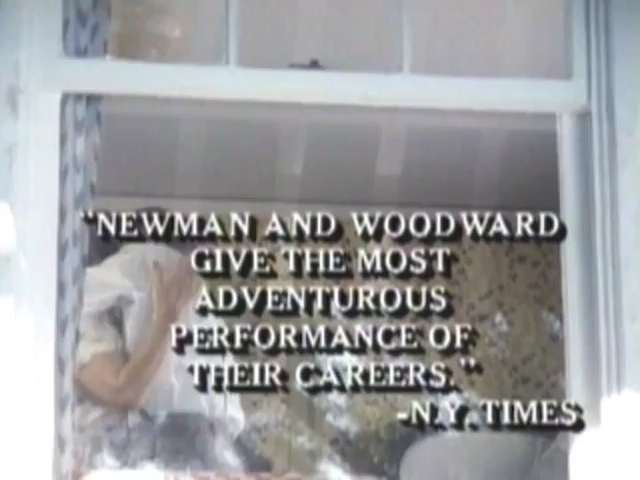 "NEWMAN AND WOODWARD
GIVE THE MOST
ADVENTUROUS
PERFORMANCE OF
THEIR CAREERS."
-N.Y. TIMES